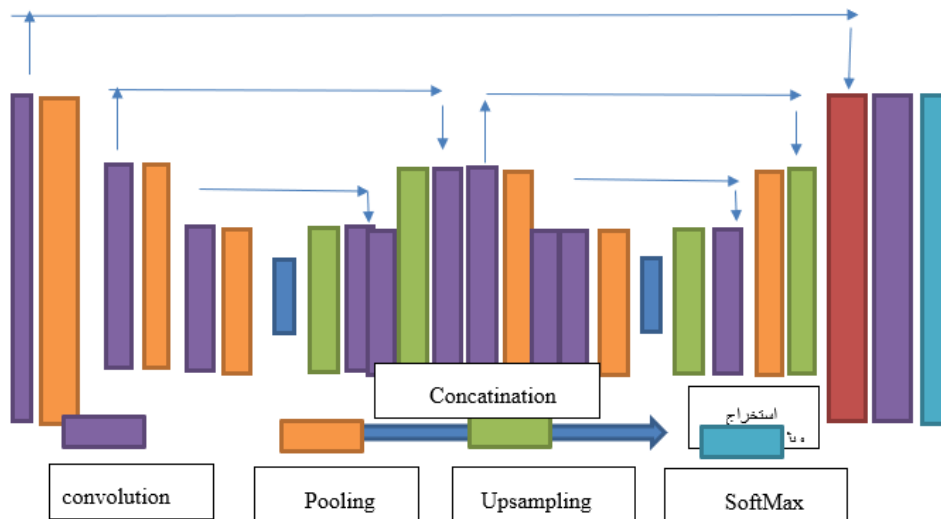 Concatination
استخراج
convolution
Pooling
Upsampling
SoftMax